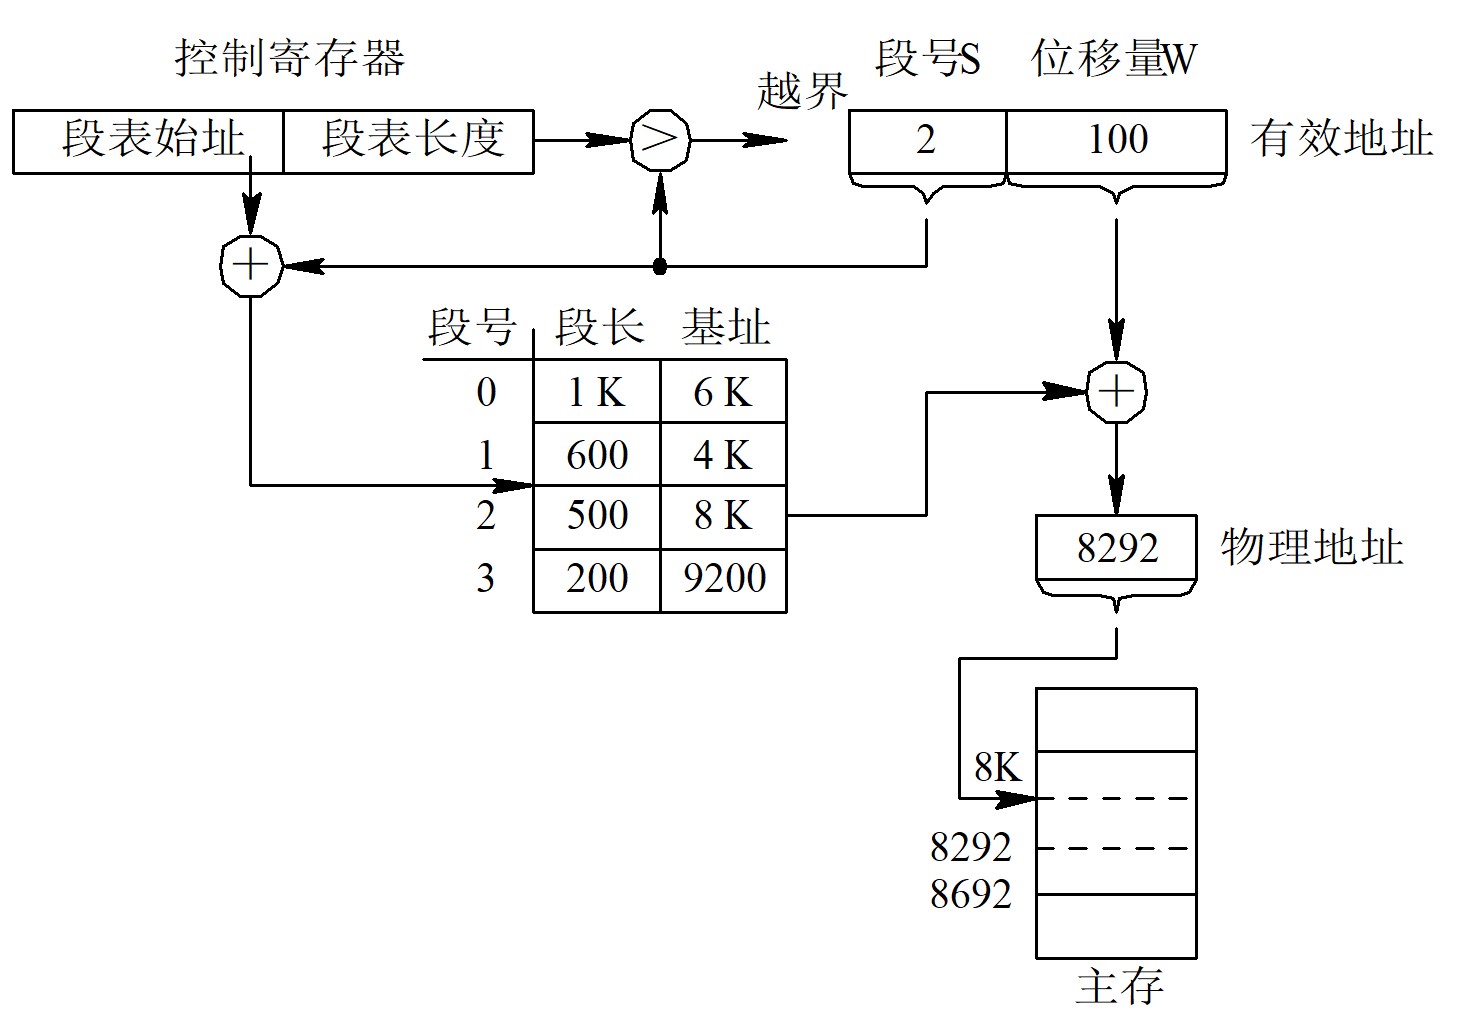 控制寄存器
段表始址 段表长度
>
越界
段号S 位移量W
2 100
有效地址
+
段号 段长 基址
0 1 K 6 K
1 600 4 K
2 500 8 K
3 200 9200
+
8292
物理地址
8K
8292
8692
主存